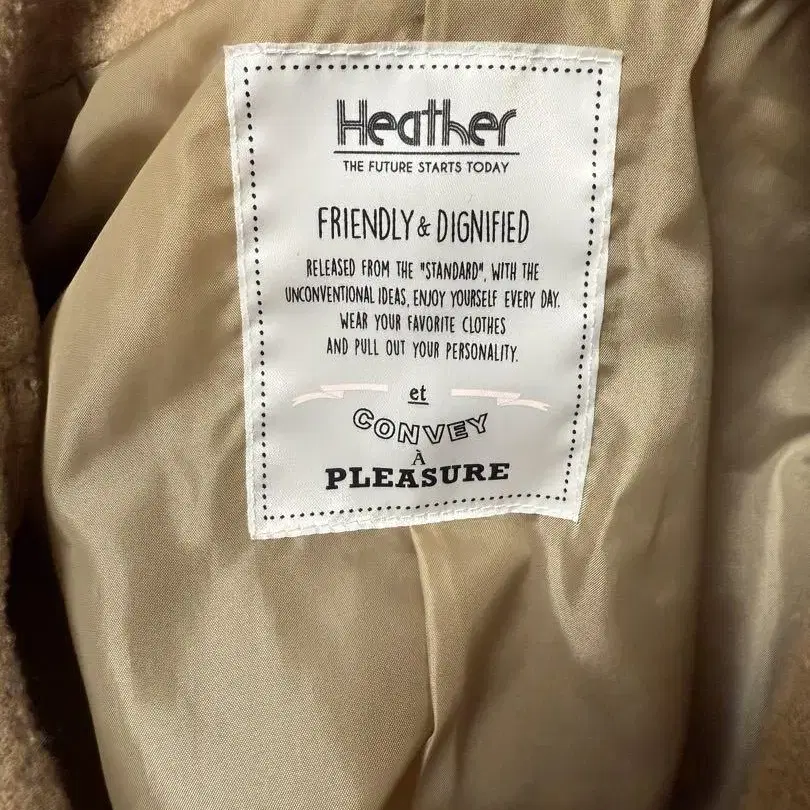 Heather
THE FUTURE STARTS TODAY
FRIENDLY & DIGNIFIED
RELEASED FROM THE "STANDARD", WITH THE
UNCONVENTIONAL IDEAS, ENJOY YOURSELF EVERY DAY.
WEAR YOUR FAVORITE CLOTHES
AND PULL OUT YOUR PERSONALITY.
et
CONVEY
À
PLEASURE